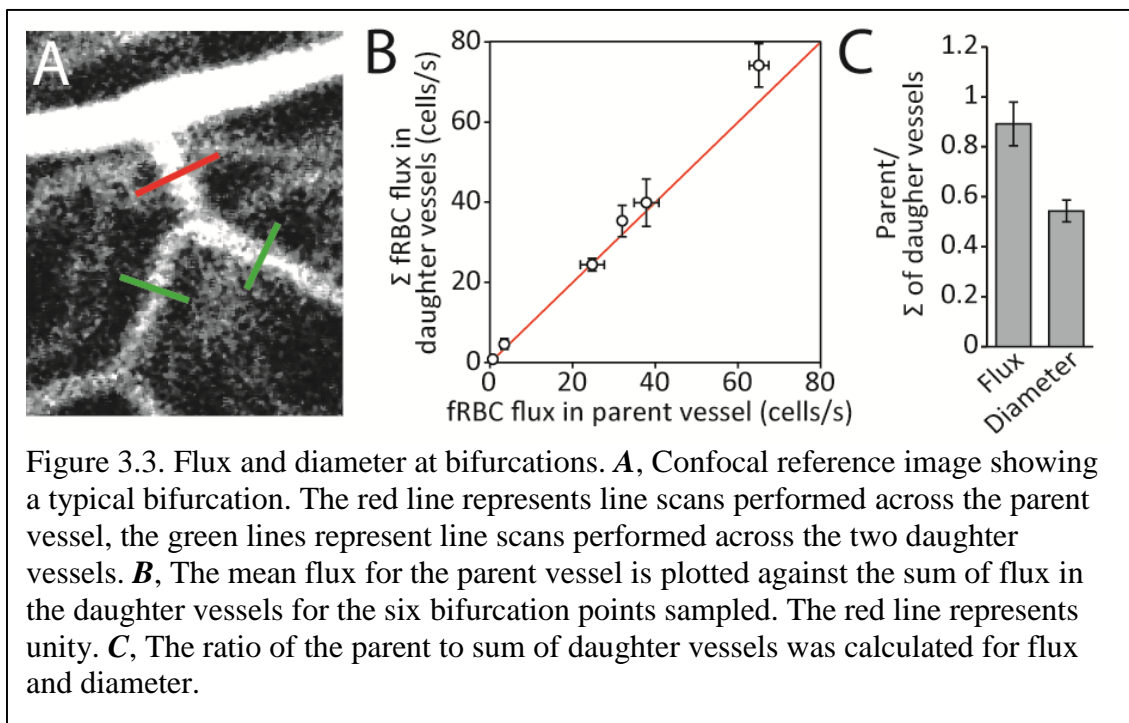 A
B
C
Σ fRBC flux in
daughter vessels (cells/s)
80
60
40
20
0
0 20 40 60 80
fRBC flux in parent vessel (cells/s)
Parent/
Σ of daugher vessels
1.2
1
0.8
0.6
0.4
0.2
0
Flux
Diameter
Figure 3.3. Flux and diameter at bifurcations. A, Confocal reference image showing
a typical bifurcation. The red line represents line scans performed across the parent
vessel, the green lines represent line scans performed across the two daughter
vessels. B, The mean flux for the parent vessel is plotted against the sum of flux in
the daughter vessels for the six bifurcation points sampled. The red line represents
unity. C, The ratio of the parent to sum of daughter vessels was calculated for flux
and diameter.